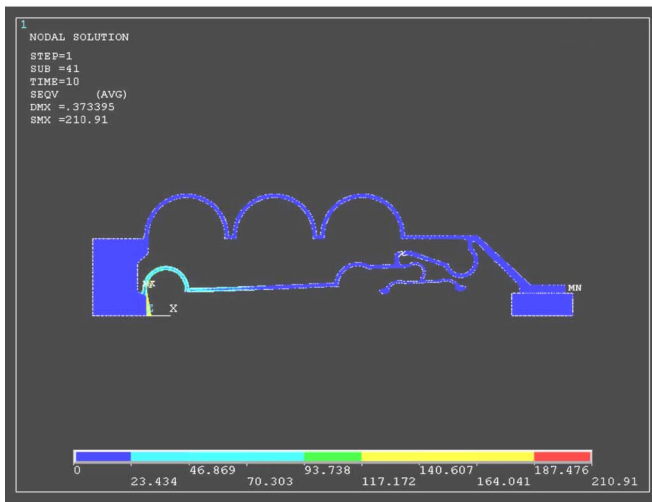 1
NODAL SOLUTION
STEP=1
SUB =41
TIME=10
SEQV (AVG)
DMX =.373395
SMX =210.91
MN
X
0 46.869 93.738 140.607 187.476
23.434 70.303 117.172 164.041 210.91